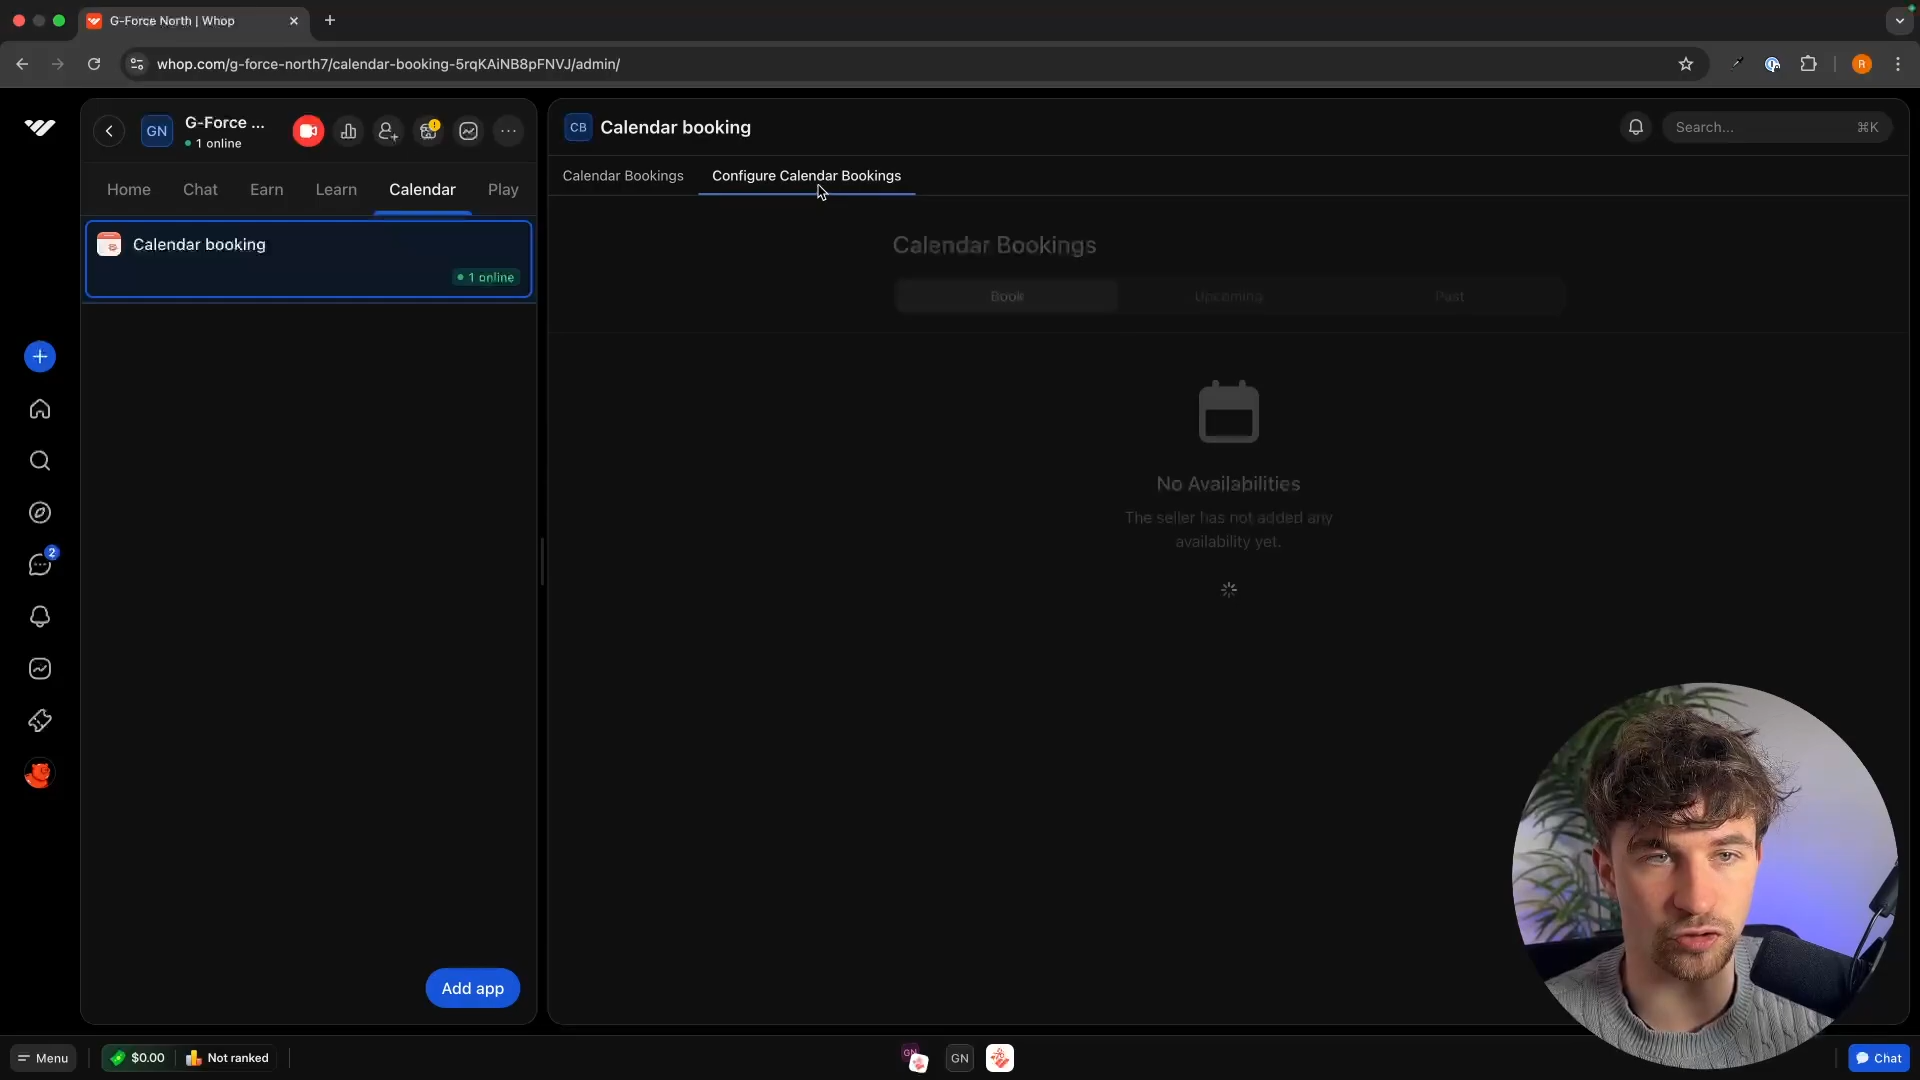 G-Force North | Whop
whop.com/g-force-north7/calendar-booking-5rqKAiNB8pFNVJ/admin/
R
GN
G-Force ...
1 online
CB
Calendar booking
Search...
⌘K
Home
Chat
Earn
Learn
Calendar
Play
Calendar Bookings
Configure Calendar Bookings
Calendar booking
1 online
Calendar Bookings
Book
Upcoming
Past
No Availabilities
The seller has not added any
availability yet.
2
Add app
Menu
$0.00
Not ranked
GN
GN
Chat